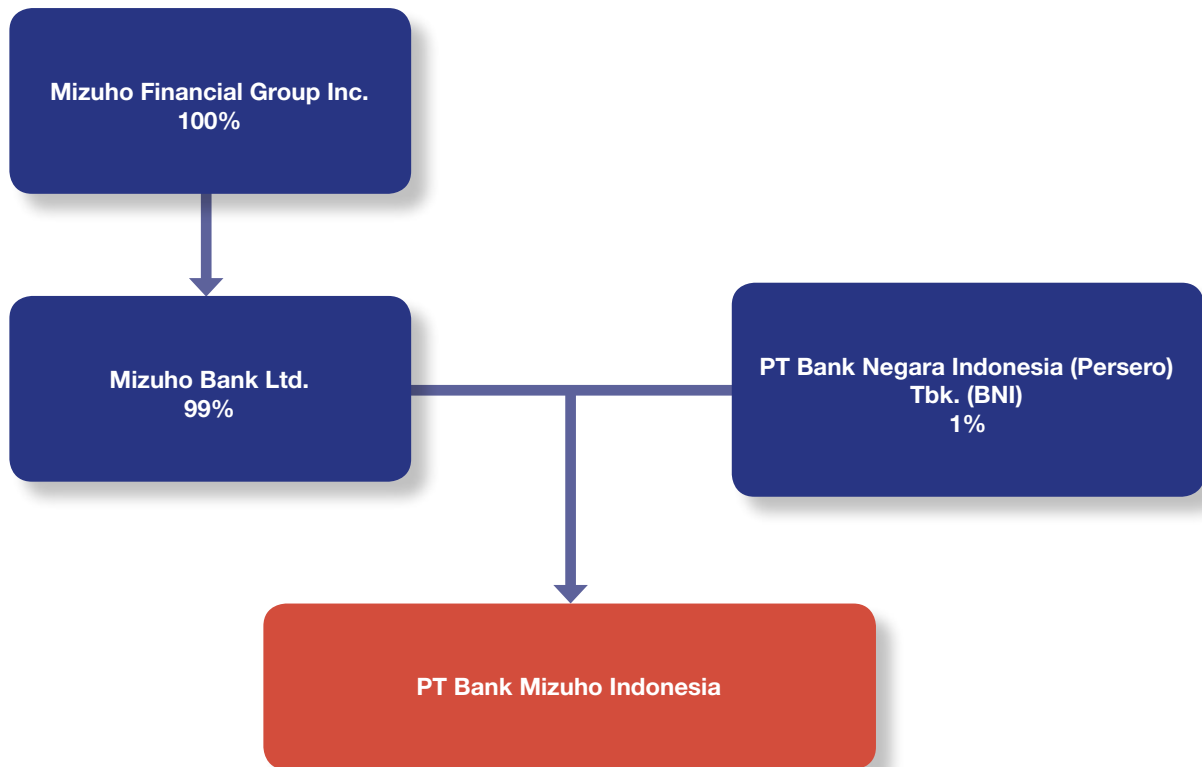 Mizuho Financial Group Inc.
100%
Mizuho Bank Ltd.
99%
PT Bank Negara Indonesia (Persero)
Tbk. (BNI)
1%
PT Bank Mizuho Indonesia